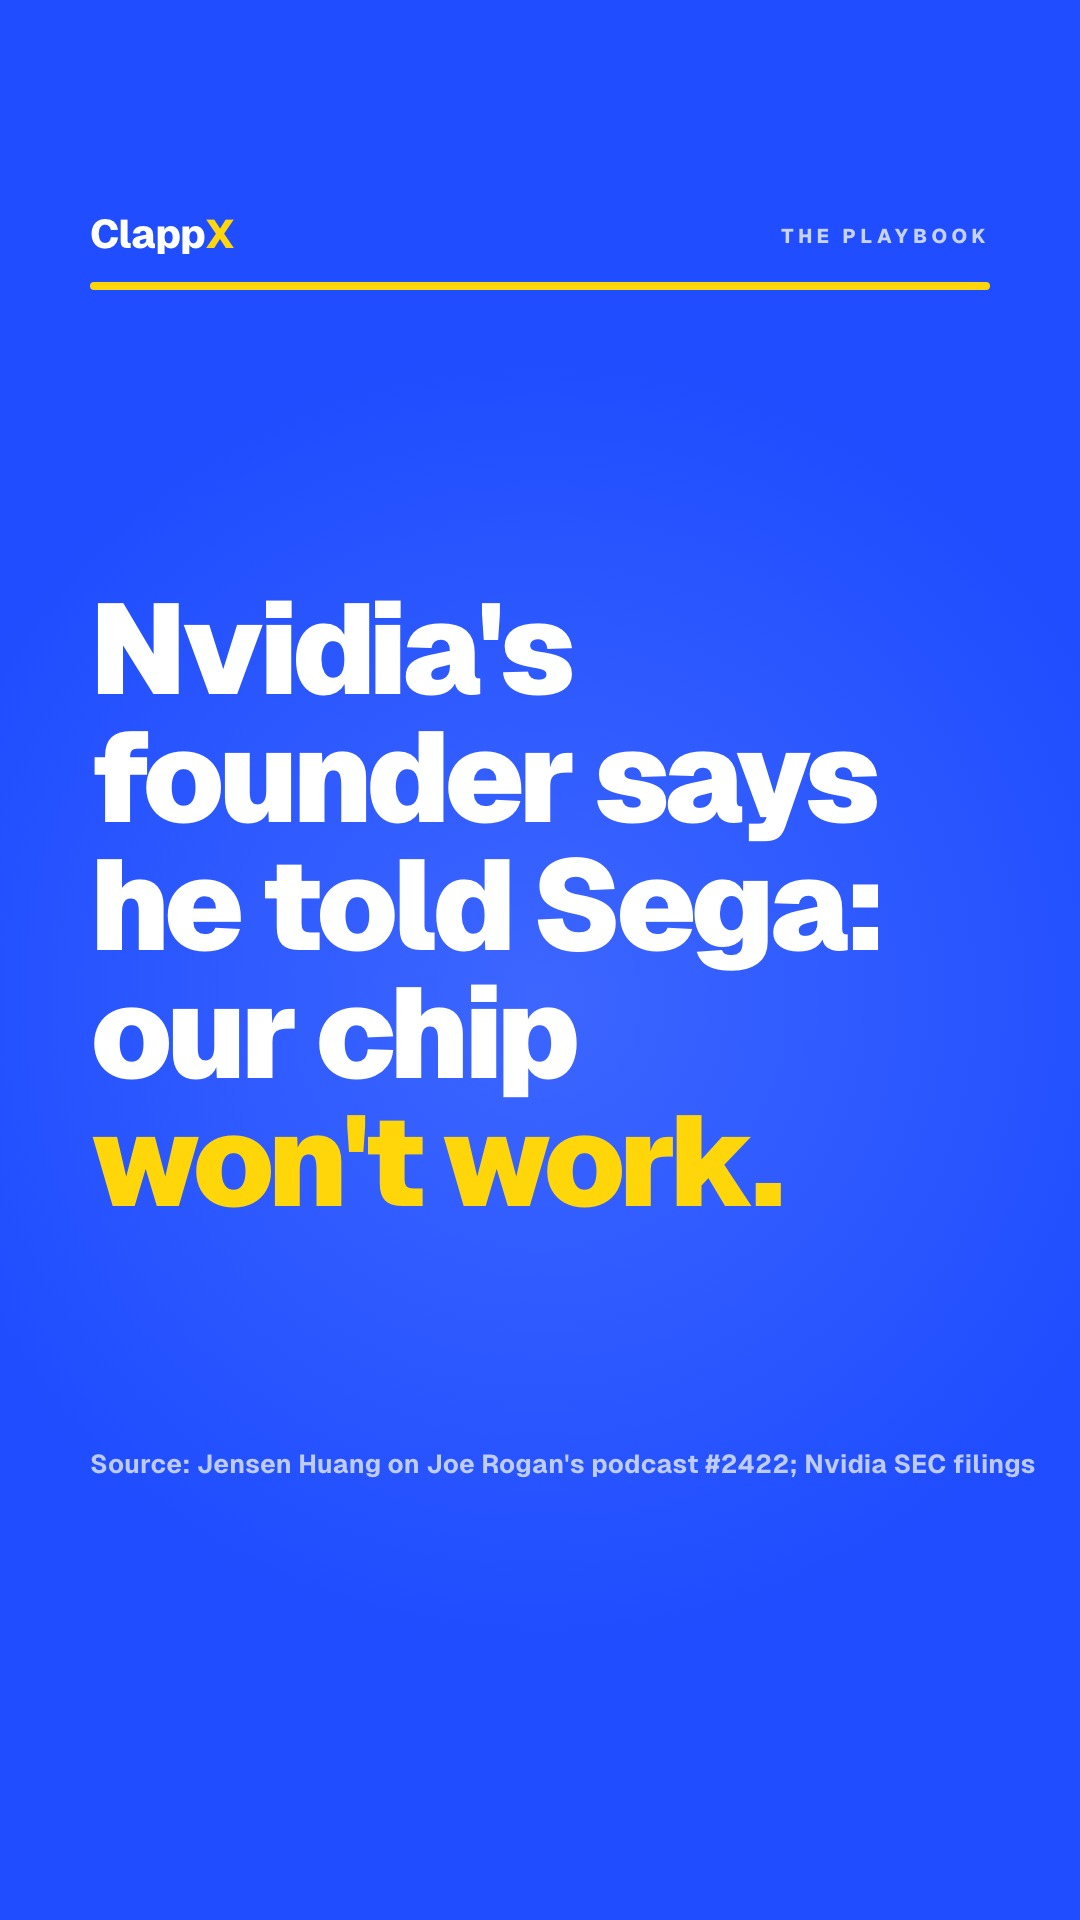 ClappX
THE PLAYBOOK
Nvidia's
founder says
he told Sega:
our chip
won't work.
Source: Jensen Huang on Joe Rogan's podcast #2422; Nvidia SEC filings